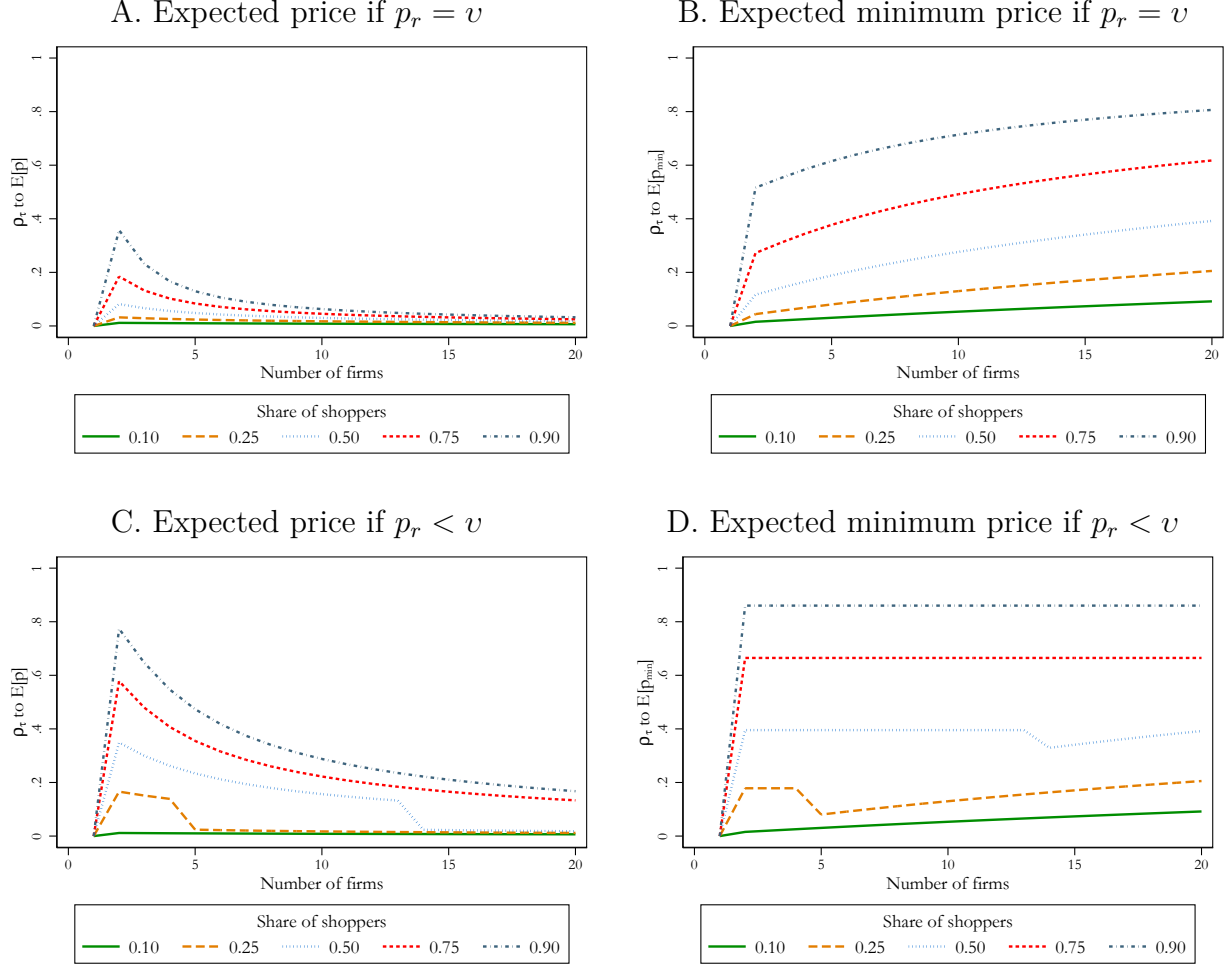 A. Expected price if p_r = υ
ρ_τ to E[p]
0 .2 .4 .6 .8 1
0 5 10 15 20
Number of firms
Share of shoppers
0.10 0.25 0.50 0.75 0.90
B. Expected minimum price if p_r = υ
ρ_τ to E[p_min]
0 .2 .4 .6 .8 1
0 5 10 15 20
Number of firms
Share of shoppers
0.10 0.25 0.50 0.75 0.90
C. Expected price if p_r < υ
ρ_τ to E[p]
0 .2 .4 .6 .8 1
0 5 10 15 20
Number of firms
Share of shoppers
0.10 0.25 0.50 0.75 0.90
D. Expected minimum price if p_r < υ
ρ_τ to E[p_min]
0 .2 .4 .6 .8 1
0 5 10 15 20
Number of firms
Share of shoppers
0.10 0.25 0.50 0.75 0.90